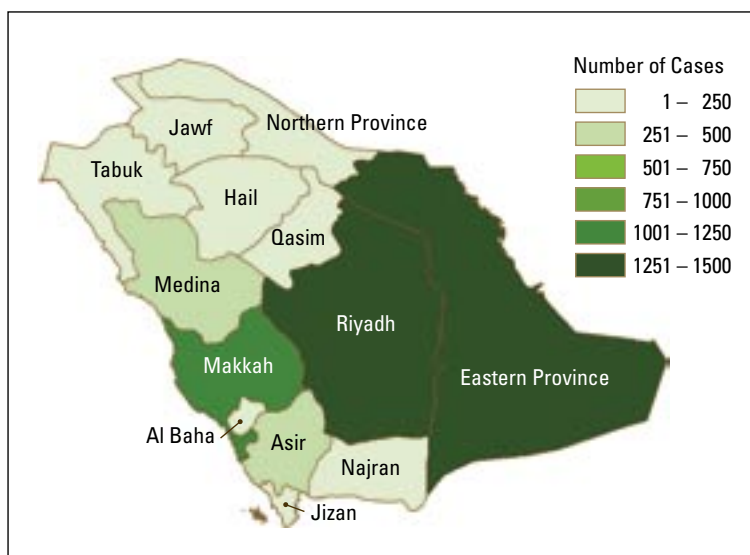 Number of Cases
1 – 250
251 – 500
501 – 750
751 – 1000
1001 – 1250
1251 – 1500
Northern Province
Jawf
Tabuk
Hail
Qasim
Medina
Riyadh
Makkah
Eastern Province
Al Baha
Asir
Najran
Jizan